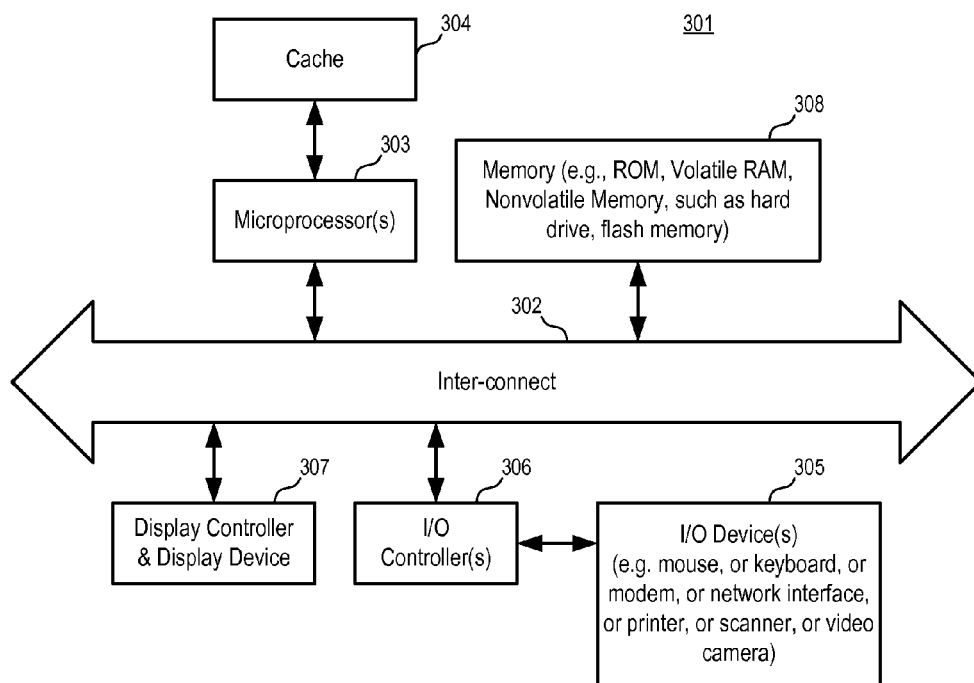 304
301
Cache
303
308
Microprocessor(s)
Memory (e.g., ROM, Volatile RAM,
Nonvolatile Memory, such as hard
drive, flash memory)
302
Inter-connect
307
306
305
Display Controller
& Display Device
I/O
Controller(s)
I/O Device(s)
(e.g. mouse, or keyboard, or
modem, or network interface,
or printer, or scanner, or video
camera)